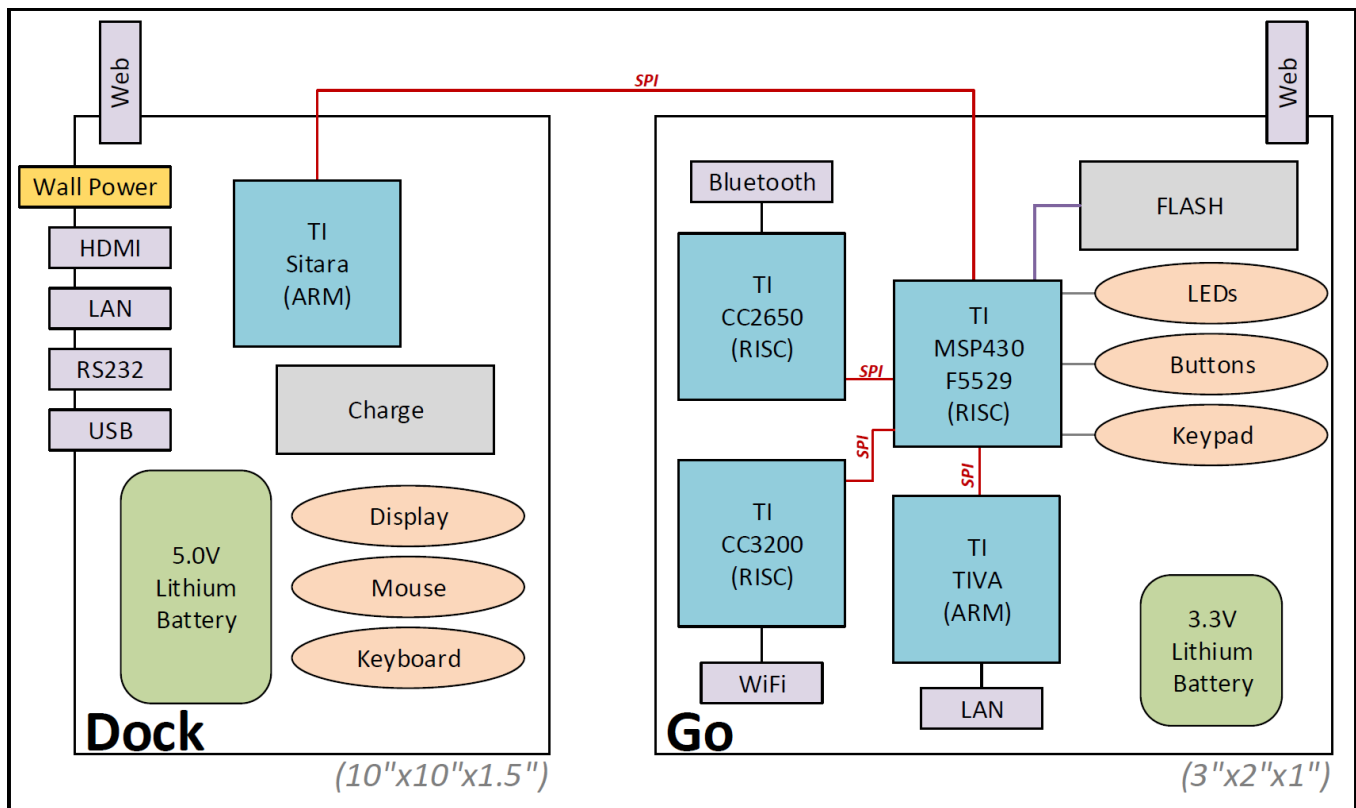 Web
Wall Power
HDMI
LAN
RS232
USB
TI
Sitara
(ARM)
Charge
5.0V
Lithium
Battery
Display
Mouse
Keyboard
Dock
(10"x10"x1.5")
SPI
Web
Bluetooth
TI
CC2650
(RISC)
SPI
TI
MSP430
F5529
(RISC)
FLASH
LEDs
Buttons
Keypad
SPI
SPI
TI
CC3200
(RISC)
WiFi
TI
TIVA
(ARM)
LAN
3.3V
Lithium
Battery
Go
(3"x2"x1")